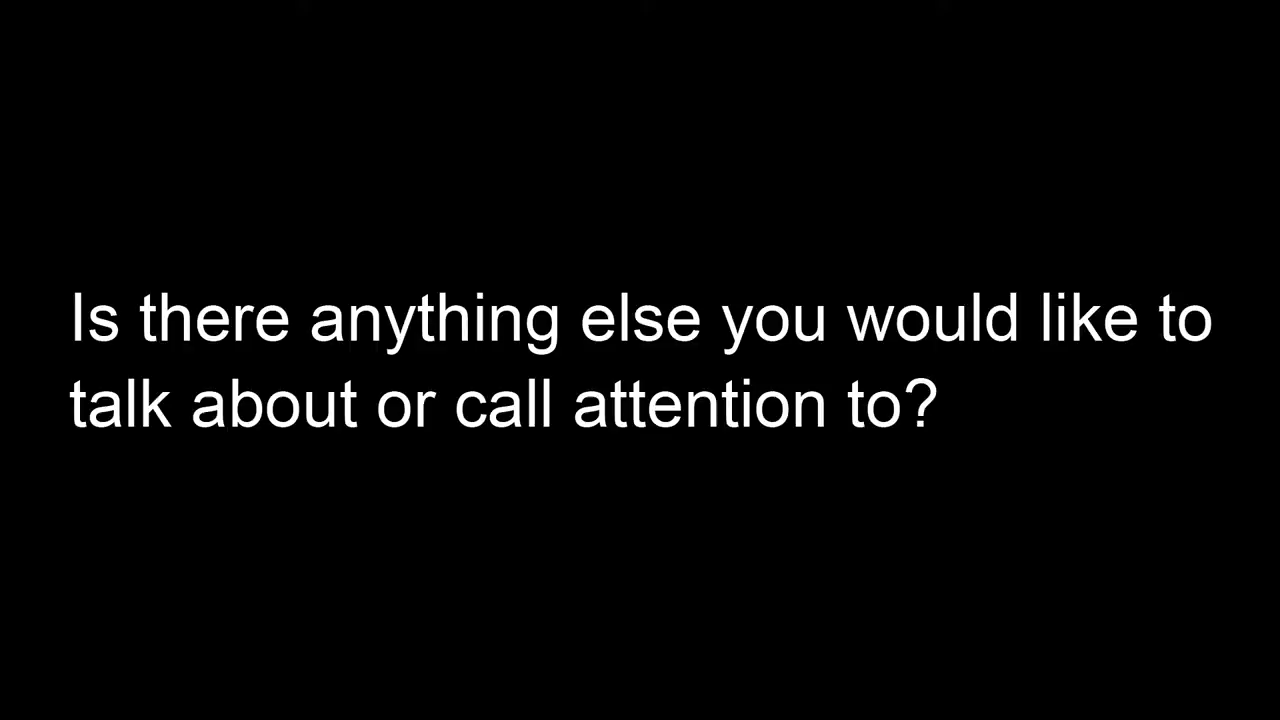 Is there anything else you would like to
talk about or call attention to?